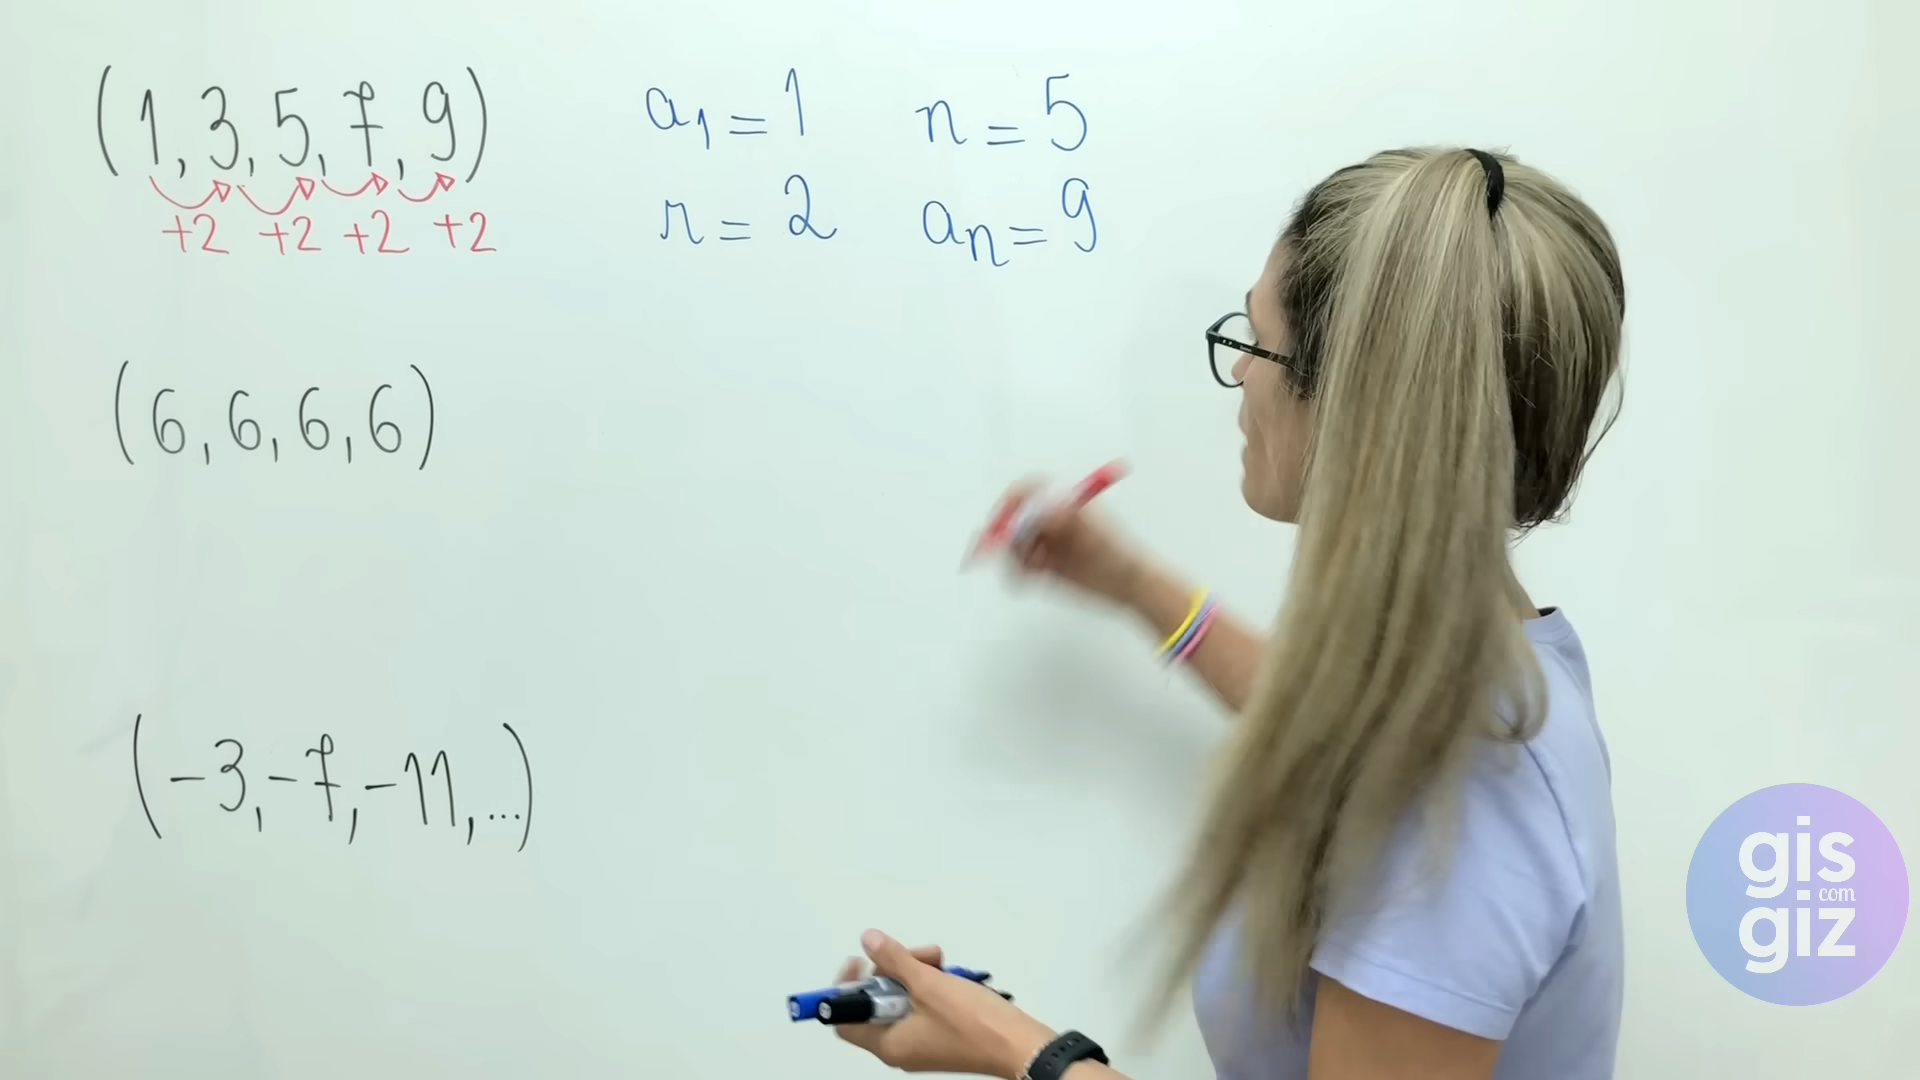 (1, 3, 5, 7, 9)
+2 +2 +2 +2
a₁ = 1 n = 5
r = 2 aₙ = 9
(6, 6, 6, 6)
(-3, -7, -11, ...)
gis
com
giz